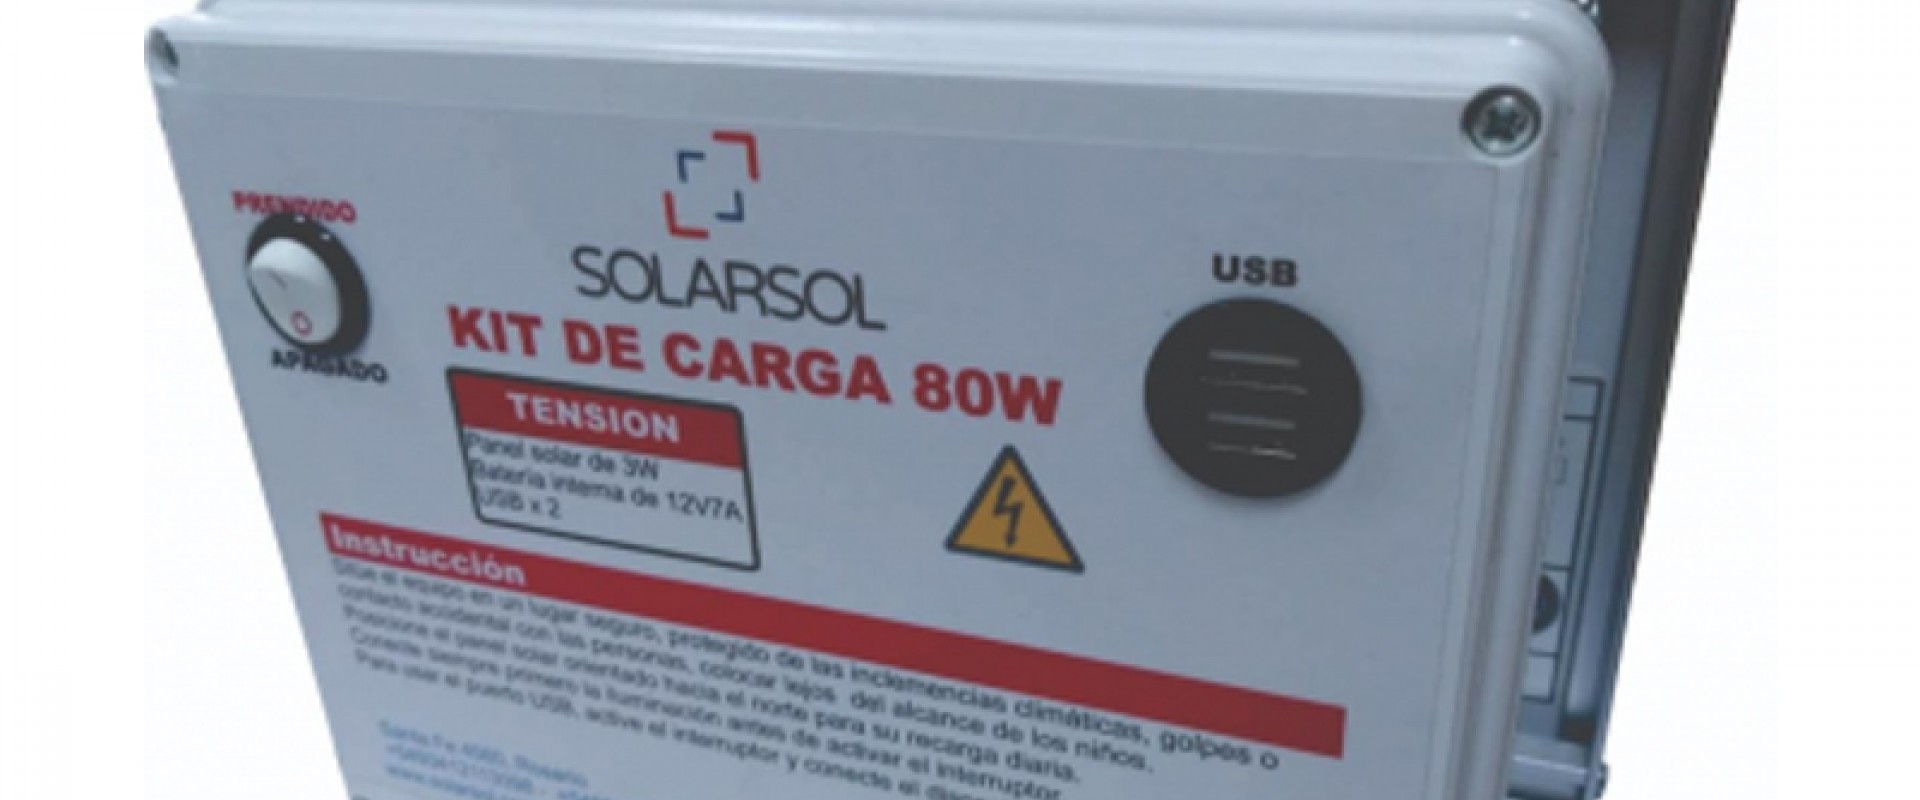 PRENDIDO
APAGADO
SOLARSOL
KIT DE CARGA 80W
USB
TENSION
Panel solar de 3W
Bateria interna de 12V7A
USB x 2
Instrucción
Sitúe el equipo en un lugar seguro, protegido de las inclemencias climáticas, golpes o
contacto accidental con las personas, colocar lejos del alcance de los niños.
Posicione el panel solar orientado hacia el norte para su recarga diaria.
Conecte siempre primero la iluminación antes de activar el interruptor.
Para usar el puerto USB, active el interruptor y conecte el
Santa Fe 4060, Rosario